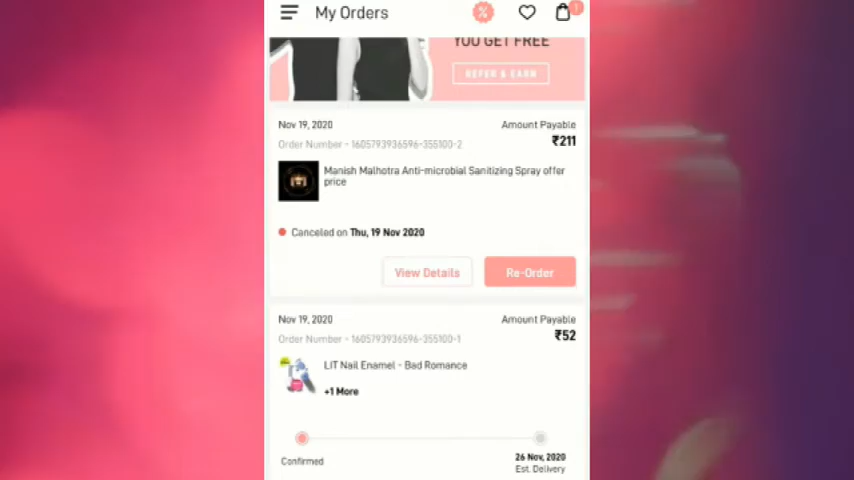 My Orders
1
YOU GET FREE
REFER & EARN
Nov 19, 2020
Amount Payable
Order Number - 1605793936596-355100-2
₹211
Manish Malhotra Anti-microbial Sanitizing Spray offer
price
Canceled on Thu, 19 Nov 2020
View Details
Re-Order
Nov 19, 2020
Amount Payable
Order Number - 1605793936596-355100-1
₹52
LIT Nail Enamel - Bad Romance
+1 More
Confirmed
26 Nov, 2020
Est. Delivery